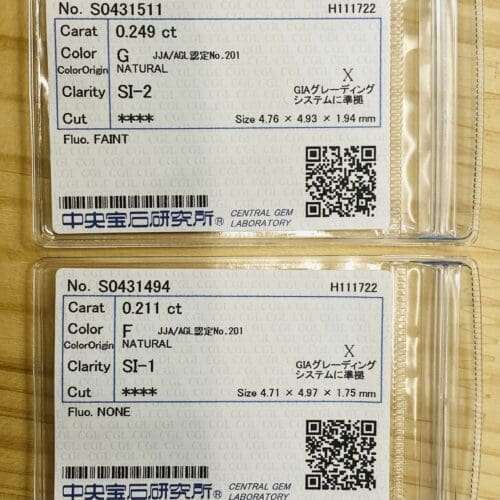 No. S0431511 H111722
Carat 0.249 ct
Color G JJA/AGL認定No.201
ColorOrigin NATURAL
Clarity SI-2
X
GIAグレーディング
システムに準拠
Cut **** Size 4.76 × 4.93 × 1.94 mm
Fluo. FAINT
中央宝石研究所® CENTRAL GEM
LABORATORY
No. S0431494 H111722
Carat 0.211 ct
Color F JJA/AGL認定No.201
ColorOrigin NATURAL
Clarity SI-1
X
GIAグレーディング
システムに準拠
Cut **** Size 4.71 × 4.97 × 1.75 mm
Fluo. NONE
中央宝石研究所® CENTRAL GEM
LABORATORY